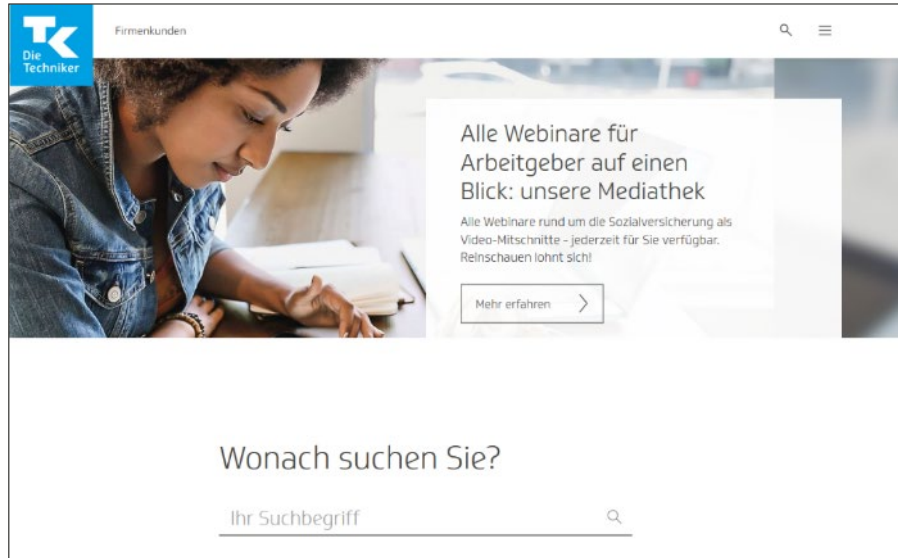 TK
Die
Techniker
Firmenkunden
Alle Webinare für
Arbeitgeber auf einen
Blick: unsere Mediathek
Alle Webinare rund um die Sozialversicherung als
Video-Mitschnitte - jederzeit für Sie verfügbar.
Reinschauen lohnt sich!
Mehr erfahren
Wonach suchen Sie?
Ihr Suchbegriff